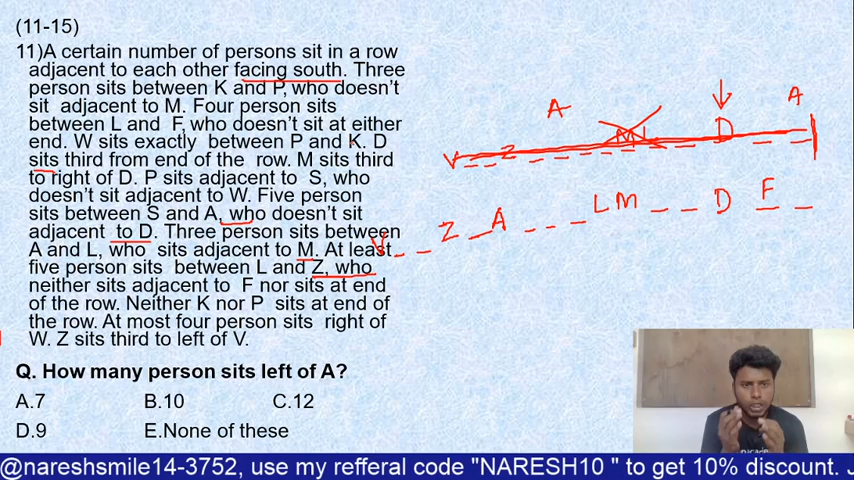 (11-15)
11)A certain number of persons sit in a row
adjacent to each other facing south. Three
person sits between K and P, who doesn't
sit adjacent to M. Four person sits
between L and F, who doesn't sit at either
end. W sits exactly between P and K. D
sits third from end of the row. M sits third
to right of D. P sits adjacent to S, who
doesn't sit adjacent to W. Five person
sits between S and A, who doesn't sit
adjacent to D. Three person sits between
A and L, who sits adjacent to M. At least
five person sits between L and Z, who
neither sits adjacent to F nor sits at end
of the row. Neither K nor P sits at end of
the row. At most four person sits right of
W. Z sits third to left of V.
Q. How many person sits left of A?
A.7 B.10 C.12
D.9 E.None of these
A A
V Z D
V _ _ Z _ A _ _ _ L M _ _ D F _
@nareshsmile14-3752, use my refferal code "NARESH10 " to get 10% discount. J